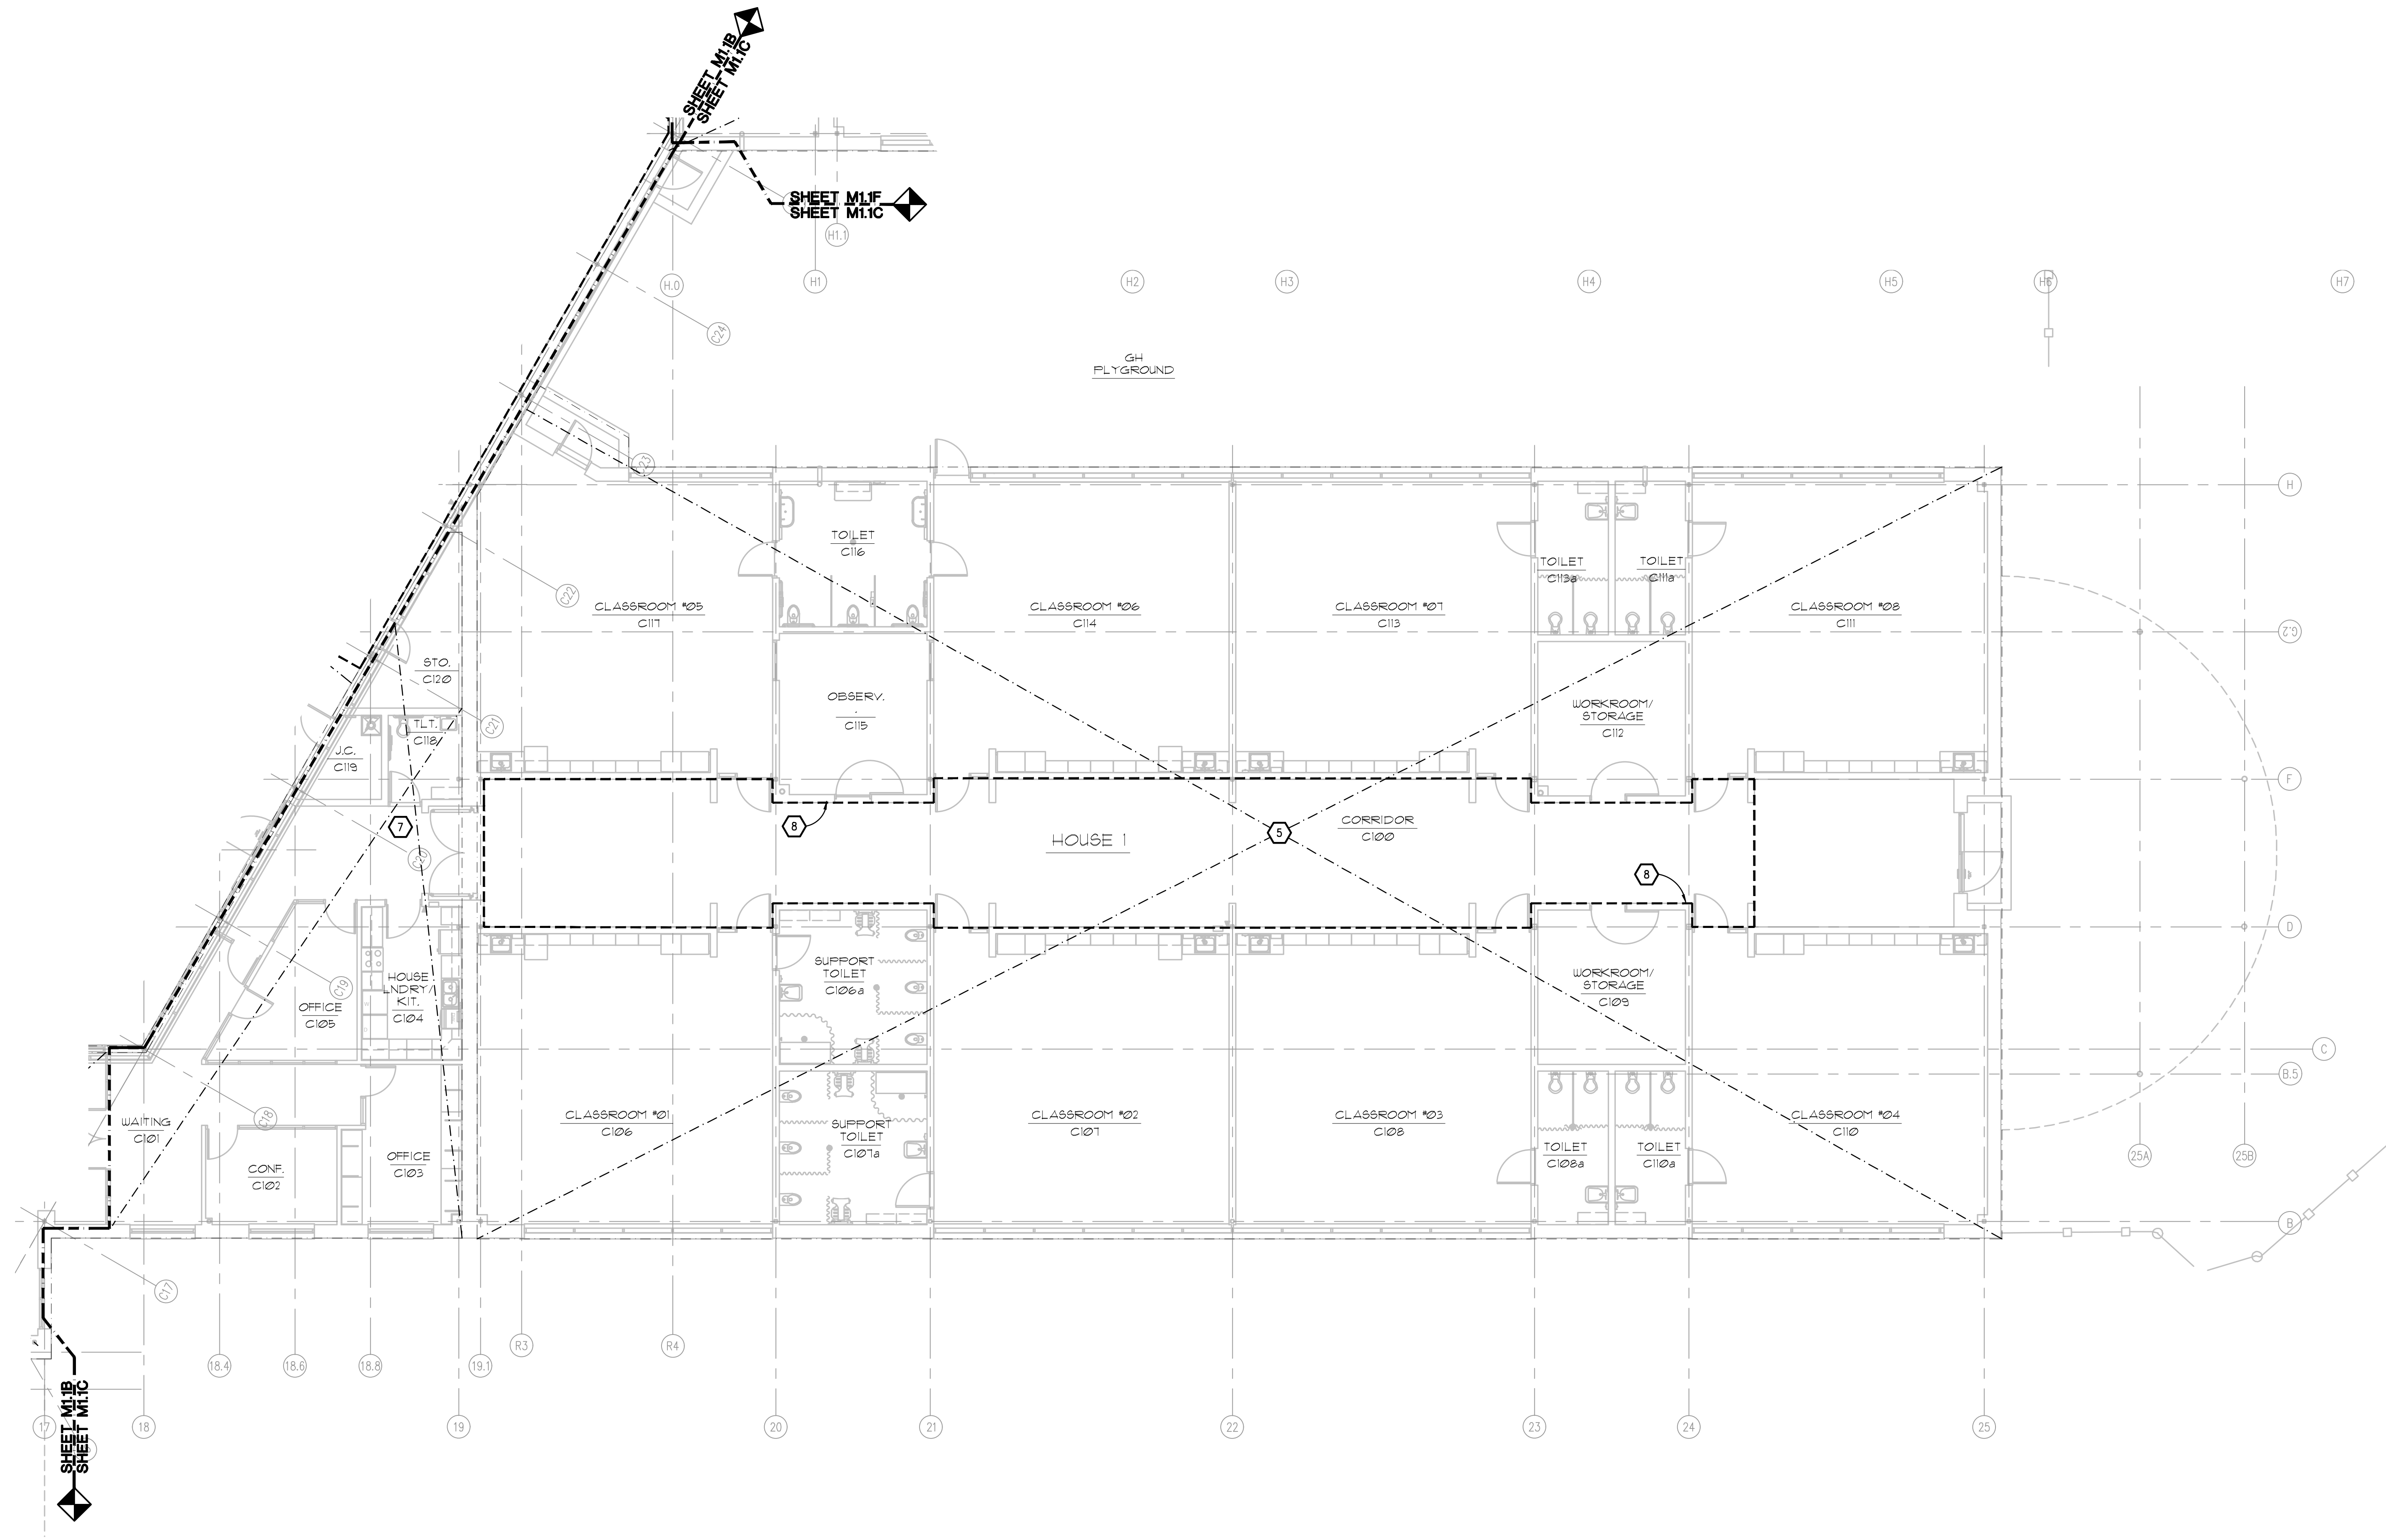 SHEET M1.1B
SHEET M1.1C
SHEET M1.1F
SHEET M1.1C
H1.1
H.0
H1
H2
H3
H4
H5
H6
H7
C24
GH
PLYGROUND
C23
H
TOILET
C116
TOILET
C113a
TOILET
C111a
C22
CLASSROOM #05
C117
CLASSROOM #06
C114
CLASSROOM #07
C113
CLASSROOM #08
C111
G.2
STO.
C120
OBSERV.
C115
WORKROOM/
STORAGE
C112
C21
TLT.
C118
J.C.
C119
F
7
8
HOUSE 1
5
CORRIDOR
C100
C20
8
D
SUPPORT
TOILET
C106a
WORKROOM/
STORAGE
C109
C19
HOUSE
LNDRY/
KIT.
C104
OFFICE
C105
C
B.5
C18
WAITING
C101
CLASSROOM #01
C106
SUPPORT
TOILET
C107a
CLASSROOM #02
C107
CLASSROOM #03
C108
CLASSROOM #04
C110
TOILET
C108a
TOILET
C110a
OFFICE
C103
CONF.
C102
25A
25B
B
C17
R3
R4
18.4
18.6
18.8
19.1
SHEET M1.1B
SHEET M1.1C
17
18
19
20
21
22
23
24
25